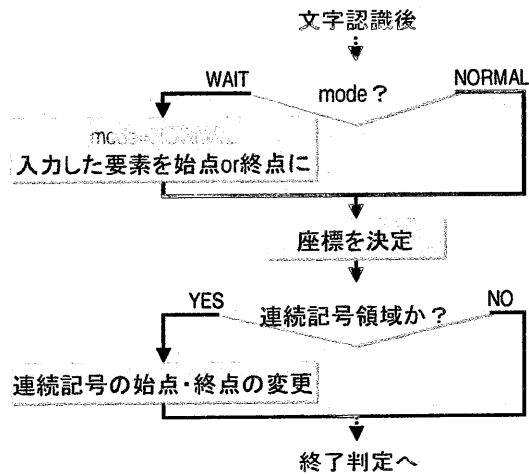 文字認識後
WAIT
mode？
NORMAL
入力した要素を始点or終点に
座標を決定
YES
連続記号領域か？
NO
連続記号の始点・終点の変更
終了判定へ